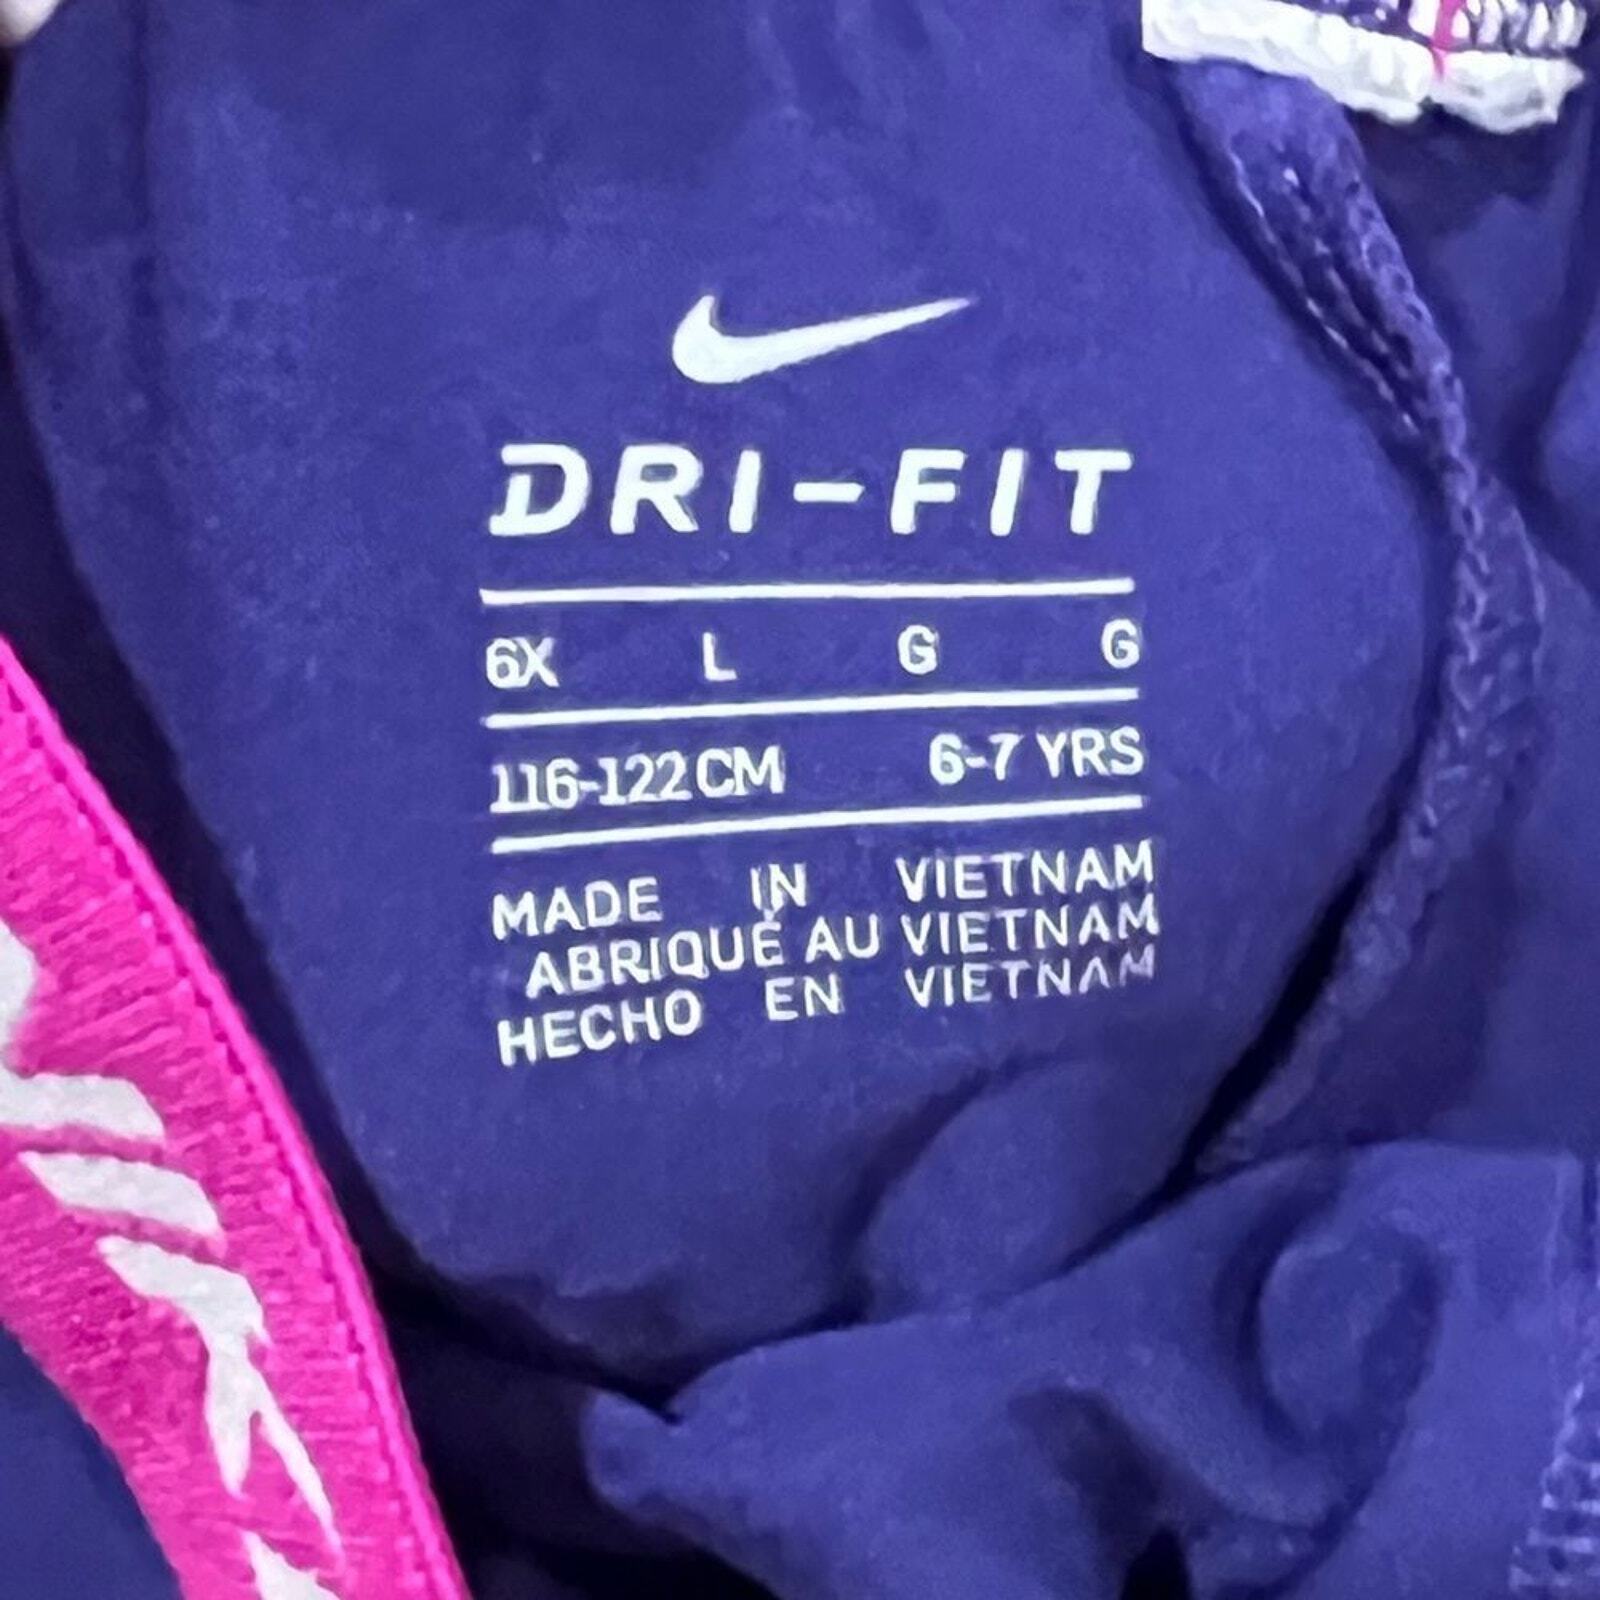 DRI-FIT
6X L G G
116-122 CM 6-7 YRS
MADE IN VIETNAM
ABRIQUÉ AU VIETNAM
HECHO EN VIETNAM